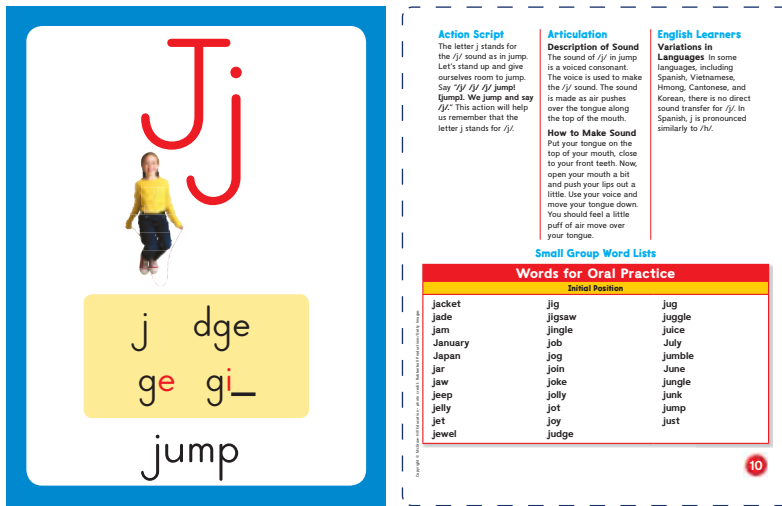 Jj
j dge
ge gi_
jump
Action Script
The letter j stands for
the /j/ sound as in jump.
Let's stand up and give
ourselves room to jump.
Say "/j/ /j/ /j/ jump!
[jump]. We jump and say
/j/." This action will help
us remember that the
letter j stands for /j/.
Articulation
Description of Sound
The sound of /j/ in jump
is a voiced consonant.
The voice is used to make
the /j/ sound. The sound
is made as air pushes
over the tongue along
the top of the mouth.
How to Make Sound
Put your tongue on the
top of your mouth, close
to your front teeth. Now,
open your mouth a bit
and push your lips out a
little. Use your voice and
move your tongue down.
You should feel a little
puff of air move over
your tongue.
English Learners
Variations in
Languages In some
languages, including
Spanish, Vietnamese,
Hmong, Cantonese, and
Korean, there is no direct
sound transfer for /j/. In
Spanish, j is pronounced
similarly to /h/.
Small Group Word Lists
Words for Oral Practice
Initial Position
jacket
jade
jam
January
Japan
jar
jaw
jeep
jelly
jet
jewel
jig
jigsaw
jingle
job
jog
join
joke
jolly
jot
joy
judge
jug
juggle
juice
July
jumble
June
jungle
junk
jump
just
10